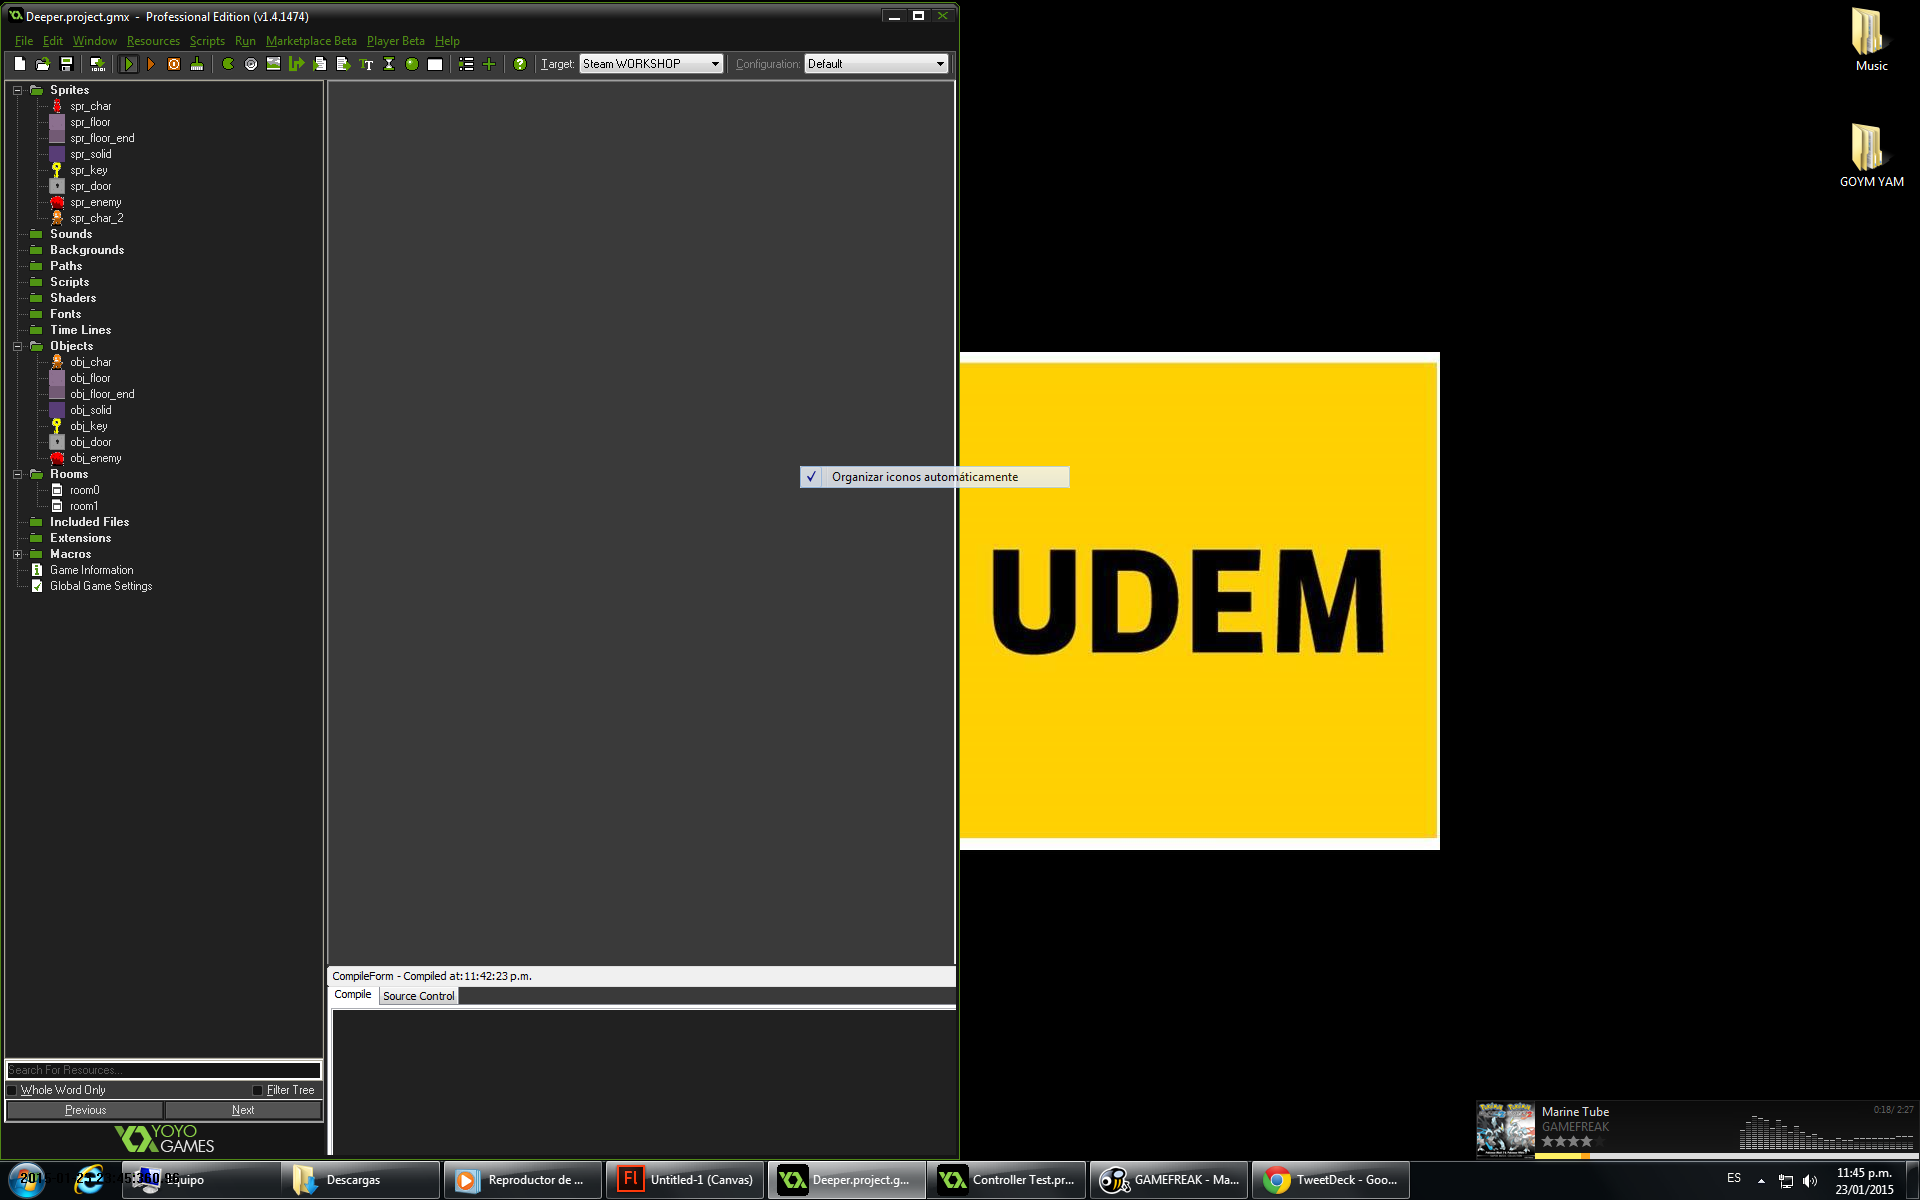 Deeper.project.gmx - Professional Edition (v1.4.1474)
File Edit Window Resources Scripts Run Marketplace Beta Player Beta Help
Target: Steam WORKSHOP Configuration: Default
Sprites
spr_char
spr_floor
spr_floor_end
spr_solid
spr_key
spr_door
spr_enemy
spr_char_2
Sounds
Backgrounds
Paths
Scripts
Shaders
Fonts
Time Lines
Objects
obj_char
obj_floor
obj_floor_end
obj_solid
obj_key
obj_door
obj_enemy
Rooms
room0
room1
Included Files
Extensions
Macros
Game Information
Global Game Settings
Search For Resources...
Whole Word Only Filter Tree
Previous Next
YOYO
GAMES
CompileForm - Compiled at: 11:42:23 p.m.
Compile Source Control
Organizar iconos automáticamente
UDEM
Music
GOYM YAM
Marine Tube 0:18/ 2:27
GAMEFREAK
Equipo Descargas Reproductor de ... Untitled-1 (Canvas) Deeper.project.g... Controller Test.pr... GAMEFREAK - Ma... TweetDeck - Goo... ES 11:45 p.m.
23/01/2015